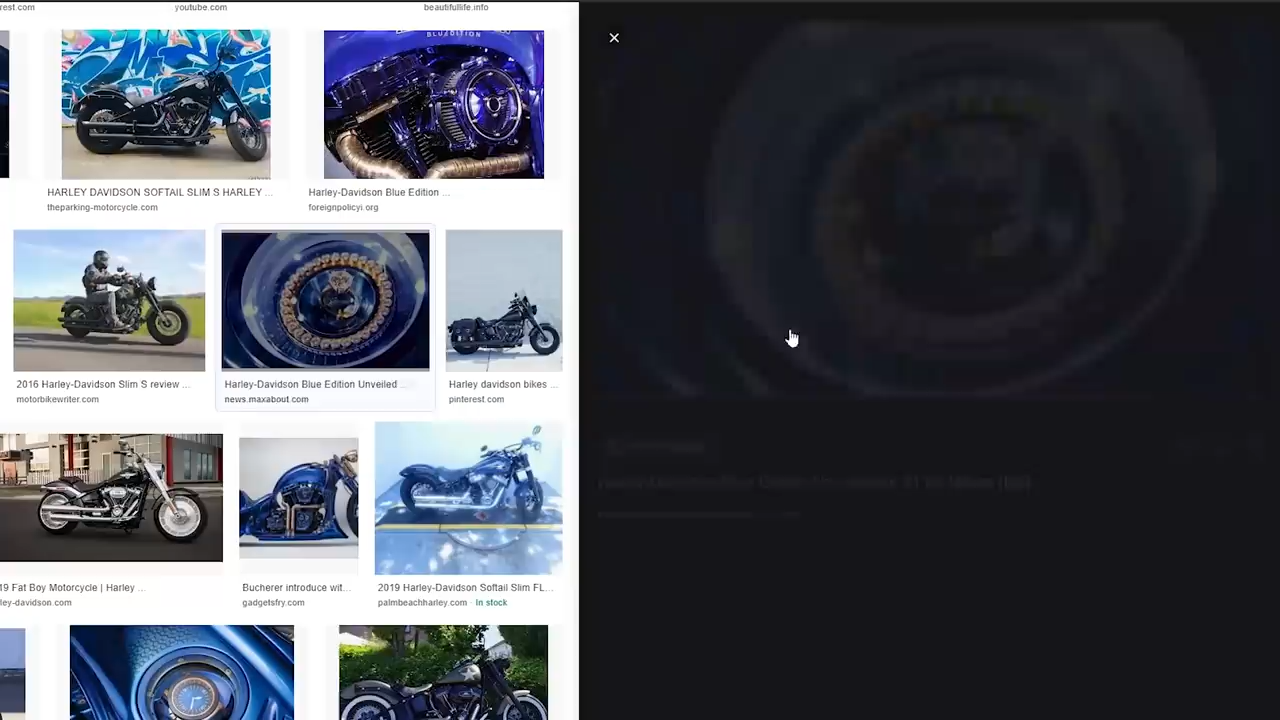 rest.com
youtube.com
beautifullife.info
BLUE EDITION
HARLEY DAVIDSON SOFTAIL SLIM S HARLEY ...
theparking-motorcycle.com
Harley-Davidson Blue Edition ...
foreignpolicyi.org
2016 Harley-Davidson Slim S review ...
motorbikewriter.com
Harley-Davidson Blue Edition Unveiled ...
news.maxabout.com
Harley davidson bikes ...
pinterest.com
19 Fat Boy Motorcycle | Harley ...
ley-davidson.com
Bucherer introduce wit...
gadgetsfry.com
2019 Harley-Davidson Softail Slim FL...
palmbeachharley.com · In stock